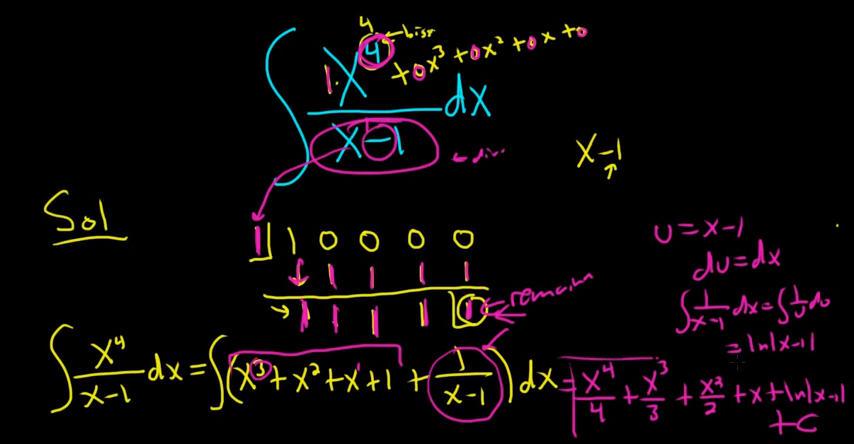 ∫ 1·x^4 + 0x^3 + 0x^2 + 0x + 0 / x-1 dx
4
←div
x-1
↑
Sol
1 | 1 0 0 0 0
↓ 1 1 1 1
→ 1 1 1 1 | 1 ← remain
u = x-1
du = dx
∫ 1/(x-1) dx = ∫ 1/u du
= ln|x-1|
∫ x^4/(x-1) dx = ∫ (x^3 + x^2 + x^1 + 1 + 1/(x-1)) dx = x^4/4 + x^3/3 + x^2/2 + x + ln|x-1|
+ C